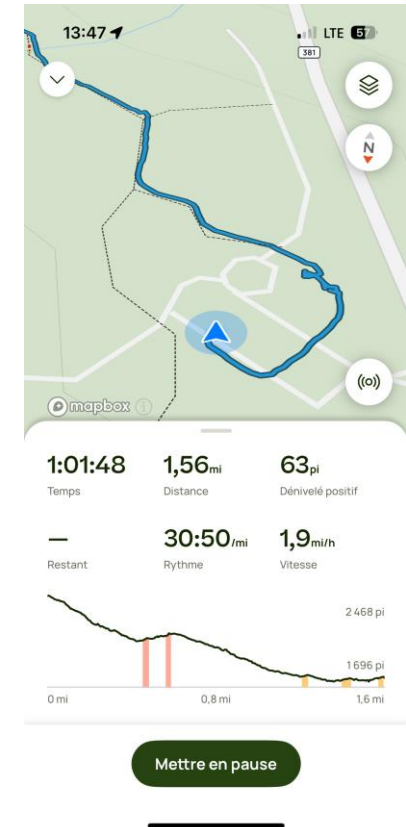 13:47
LTE 57
381
N
mapbox
1:01:48 1,56mi 63pi
Temps Distance Dénivelé positif
— 30:50/mi 1,9mi/h
Restant Rythme Vitesse
2 468 pi
1 696 pi
0 mi 0,8 mi 1,6 mi
Mettre en pause